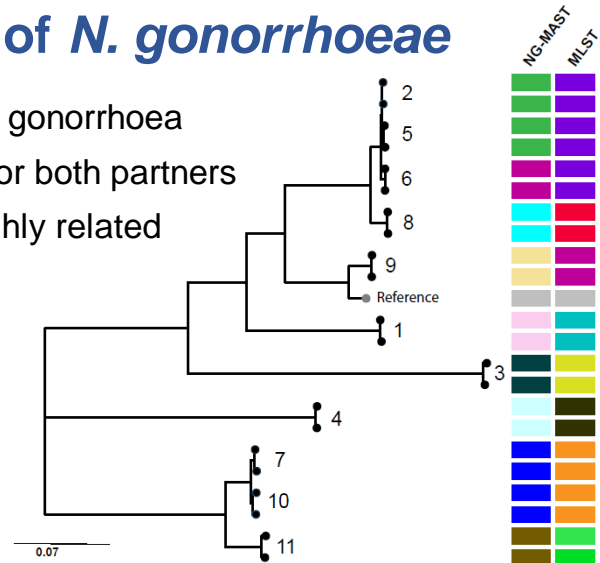 of N. gonorrhoeae
gonorrhoea
or both partners
hly related
NG-MAST
MLST
2
5
6
8
9
Reference
1
3
4
7
10
11
0.07